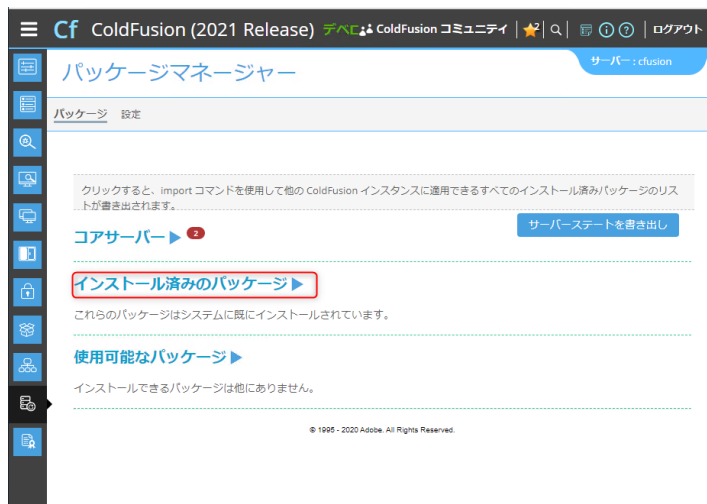 Cf ColdFusion (2021 Release) デベロ ColdFusion コミュニティ 2 ログアウト
サーバー : cfusion
パッケージマネージャー
パッケージ 設定
クリックすると、import コマンドを使用して他の ColdFusion インスタンスに適用できるすべてのインストール済みパッケージのリス
トが書き出されます。
サーバーステートを書き出し
コアサーバー 2
インストール済みのパッケージ
これらのパッケージはシステムに既にインストールされています。
使用可能なパッケージ
インストールできるパッケージは他にありません。
© 1995 - 2020 Adobe. All Rights Reserved.